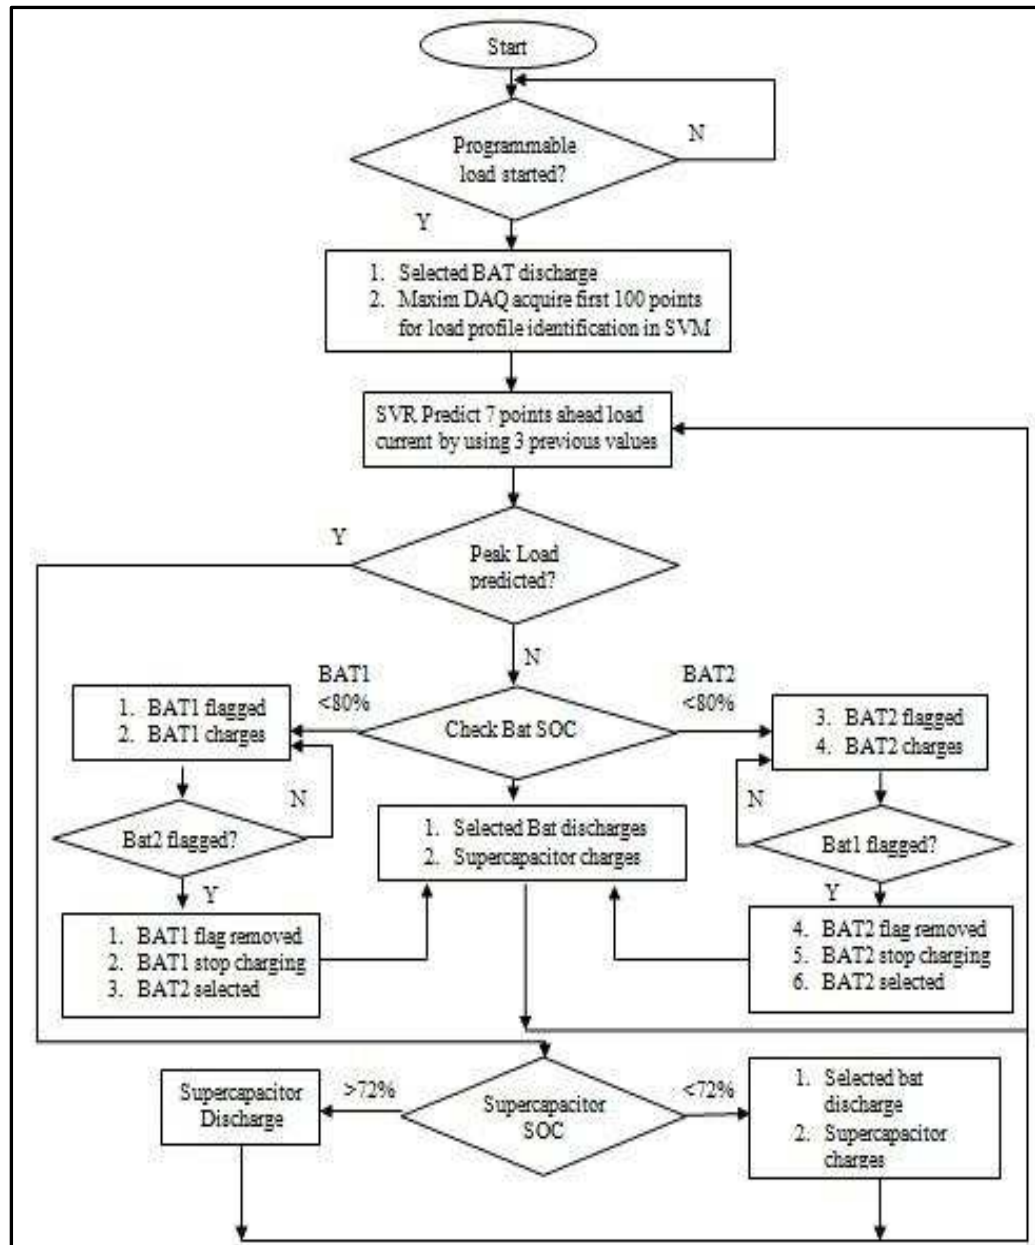 Start
Programmable
load started?
N
Y
1. Selected BAT discharge
2. Maxim DAQ acquire first 100 points
for load profile identification in SVM
SVR Predict 7 points ahead load
current by using 3 previous values
Y
Peak Load
predicted?
N
BAT1
<80%
BAT2
<80%
1. BAT1 flagged
2. BAT1 charges
Check Bat SOC
3. BAT2 flagged
4. BAT2 charges
N
N
Bat2 flagged?
1. Selected Bat discharges
2. Supercapacitor charges
Bat1 flagged?
Y
Y
1. BAT1 flag removed
2. BAT1 stop charging
3. BAT2 selected
4. BAT2 flag removed
5. BAT2 stop charging
6. BAT2 selected
Supercapacitor
Discharge
>72%
Supercapacitor
SOC
<72%
1. Selected bat
discharge
2. Supercapacitor
charges